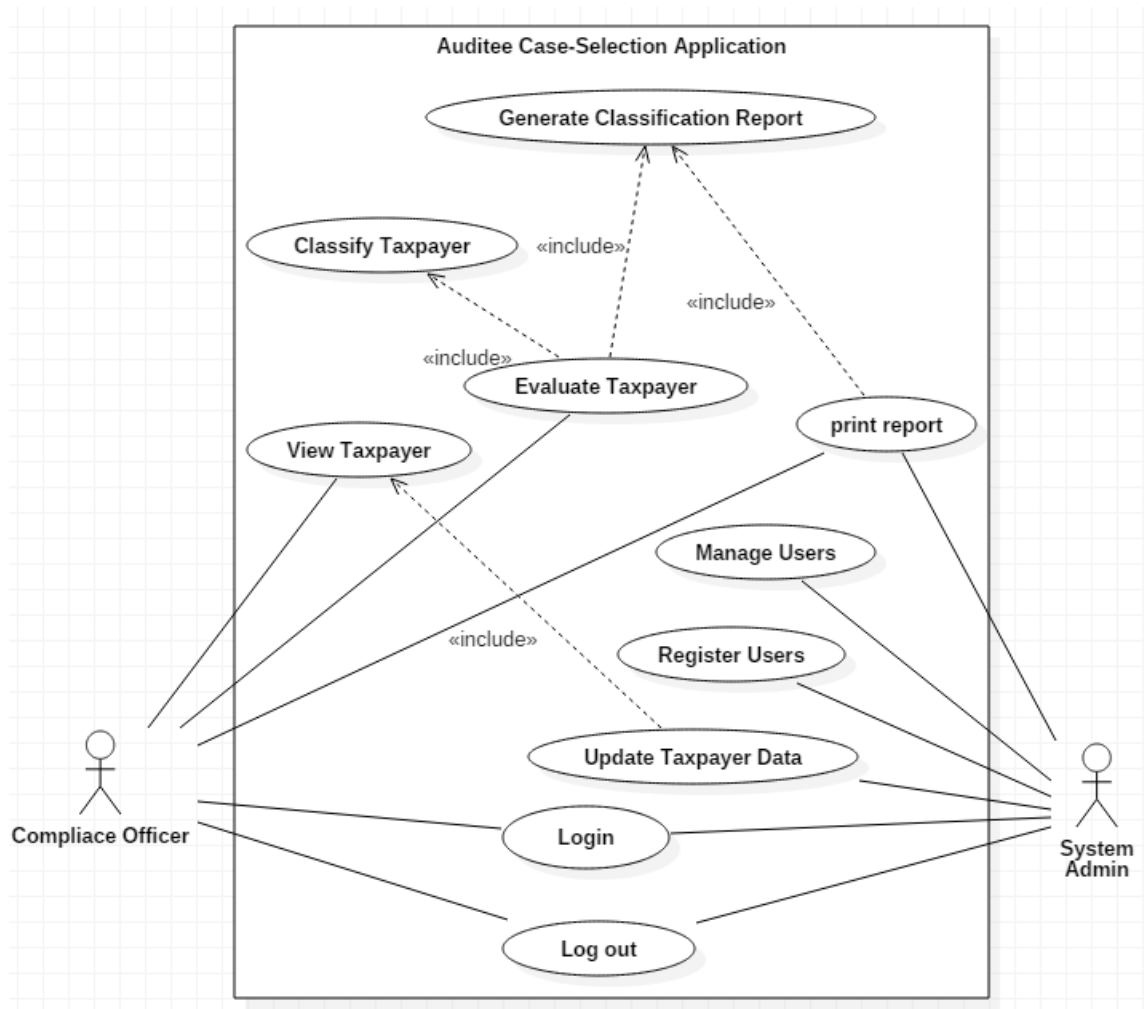 Auditee Case-Selection Application
Generate Classification Report
Classify Taxpayer
«include»
«include»
«include»
Evaluate Taxpayer
print report
View Taxpayer
Manage Users
«include»
Register Users
Update Taxpayer Data
Login
Compliace Officer
System
Admin
Log out